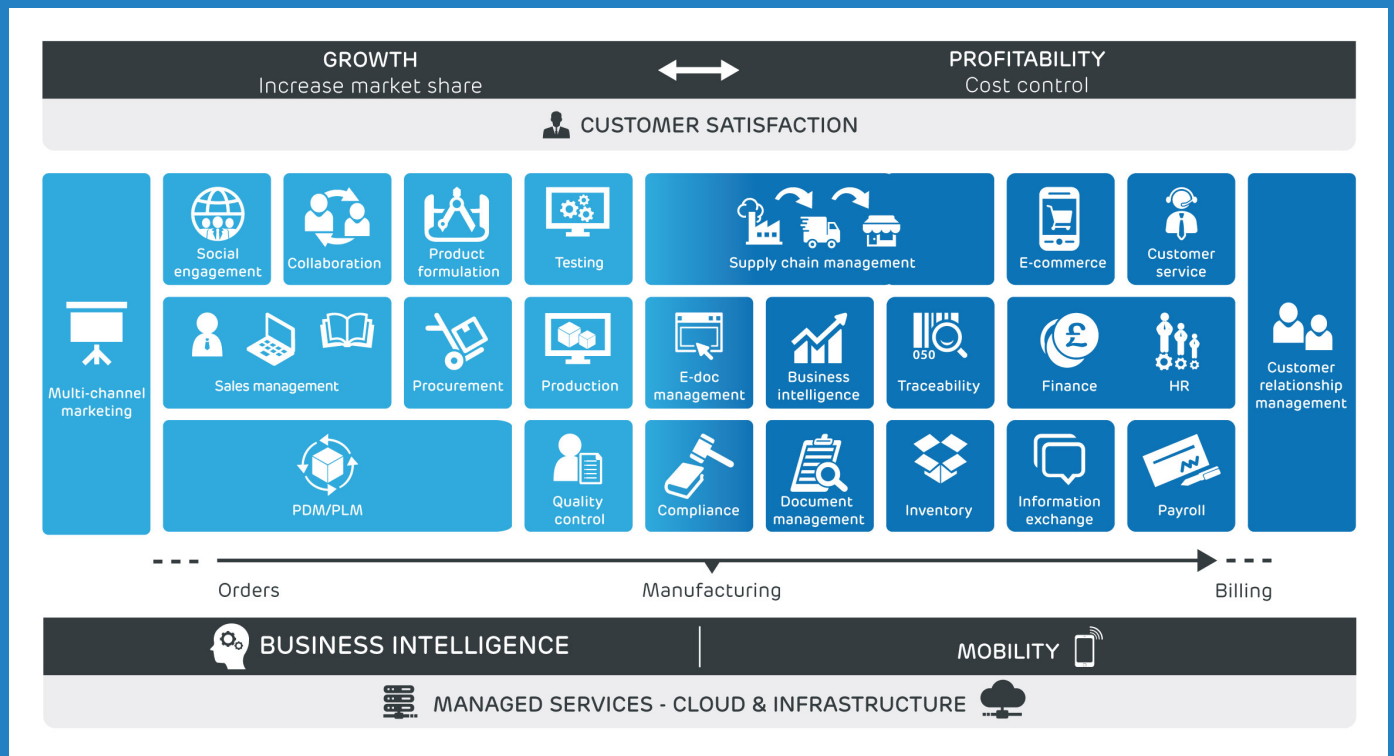 GROWTH
Increase market share
PROFITABILITY
Cost control
CUSTOMER SATISFACTION
Multi-channel
marketing
Social
engagement
Collaboration
Product
formulation
Testing
Supply chain management
E-commerce
Customer
service
Sales management
Procurement
Production
E-doc
management
Business
intelligence
050
Traceability
£
Finance
HR
Customer
relationship
management
PDM/PLM
Quality
control
Compliance
Document
management
Inventory
Information
exchange
Payroll
Orders
Manufacturing
Billing
BUSINESS INTELLIGENCE
MOBILITY
MANAGED SERVICES - CLOUD & INFRASTRUCTURE